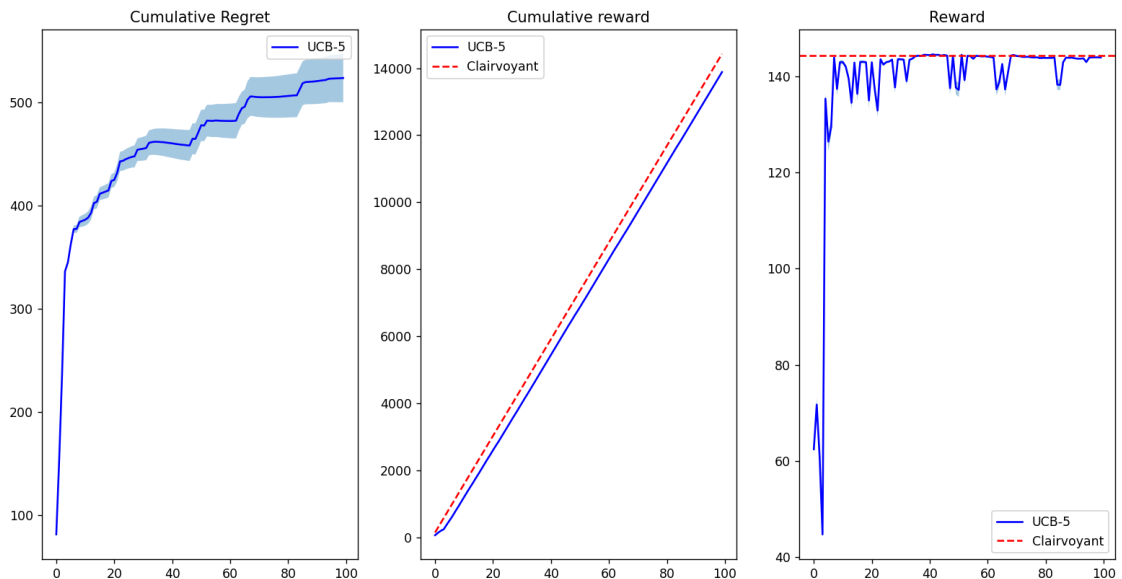 Cumulative Regret
UCB-5
500
400
300
200
100
0 20 40 60 80 100
Cumulative reward
UCB-5
Clairvoyant
14000
12000
10000
8000
6000
4000
2000
0
0 20 40 60 80 100
Reward
140
120
100
80
60
40
UCB-5
Clairvoyant
0 20 40 60 80 100